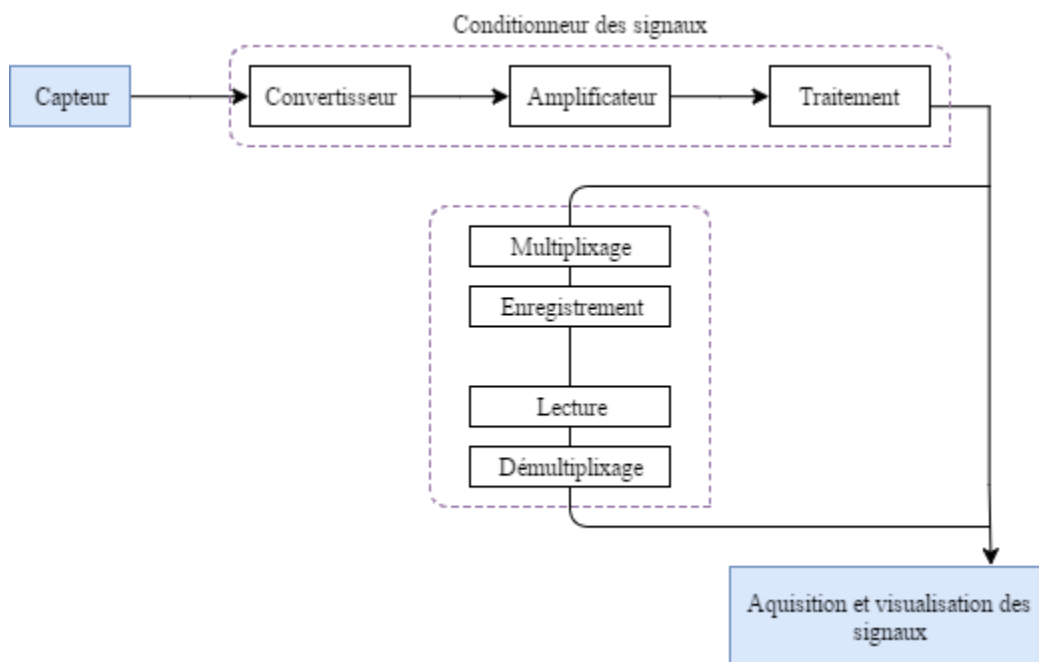 Conditionneur des signaux
Capteur
Convertisseur
Amplificateur
Traitement
Multiplixage
Enregistrement
Lecture
Démultiplixage
Aquisition et visualisation des
signaux